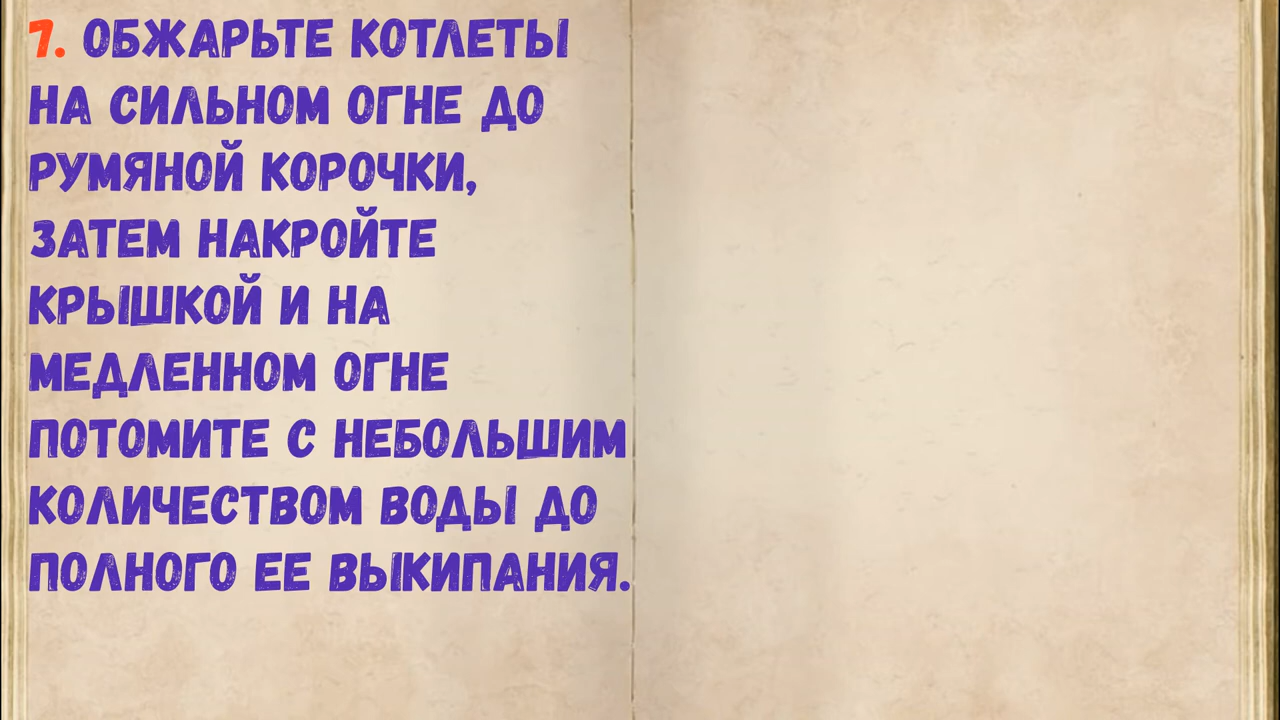 7. ОБЖАРЬТЕ КОТЛЕТЫ
НА СИЛЬНОМ ОГНЕ ДО
РУМЯНОЙ КОРОЧКИ,
ЗАТЕМ НАКРОЙТЕ
КРЫШКОЙ И НА
МЕДЛЕННОМ ОГНЕ
ПОТОМИТЕ С НЕБОЛЬШИМ
КОЛИЧЕСТВОМ ВОДЫ ДО
ПОЛНОГО ЕЕ ВЫКИПАНИЯ.